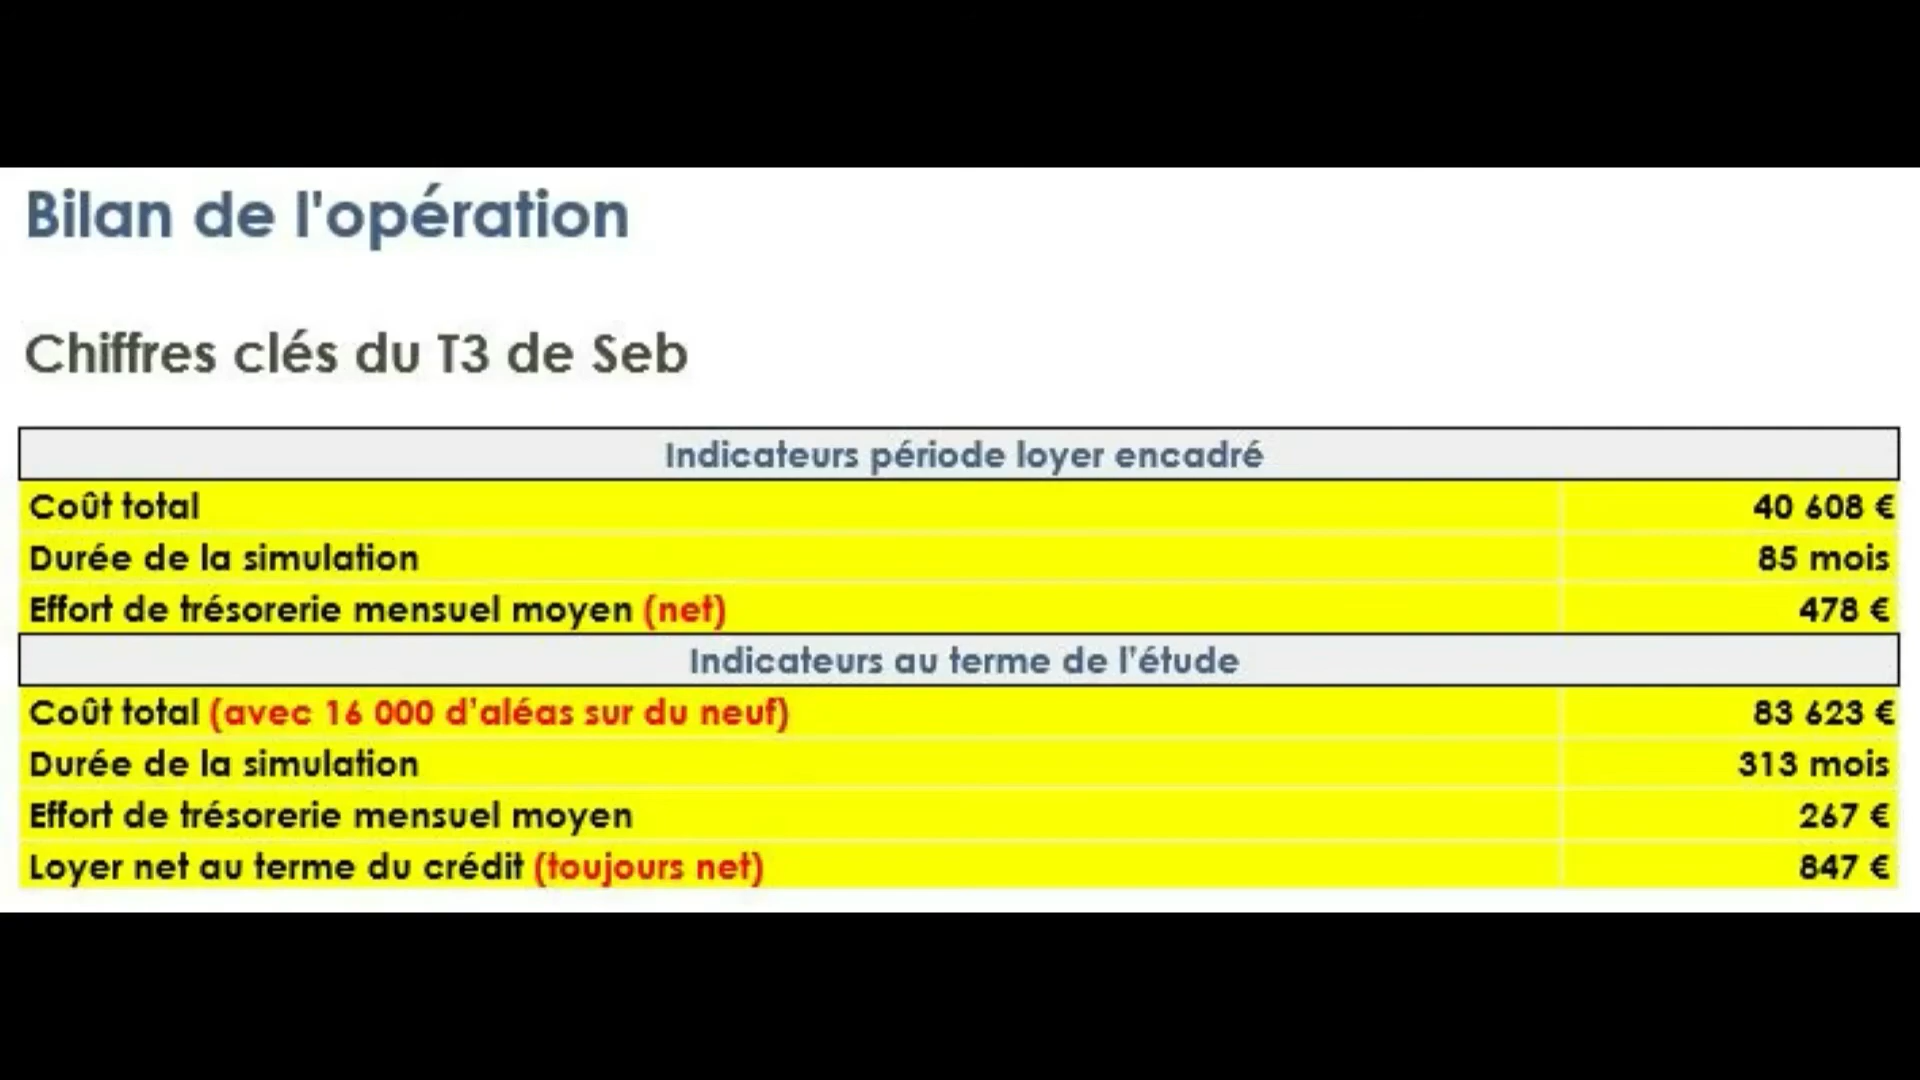 Bilan de l'opération
Chiffres clés du T3 de Seb
Indicateurs période loyer encadré
Coût total 40 608 €
Durée de la simulation 85 mois
Effort de trésorerie mensuel moyen (net) 478 €
Indicateurs au terme de l'étude
Coût total (avec 16 000 d’aléas sur du neuf) 83 623 €
Durée de la simulation 313 mois
Effort de trésorerie mensuel moyen 267 €
Loyer net au terme du crédit (toujours net) 847 €